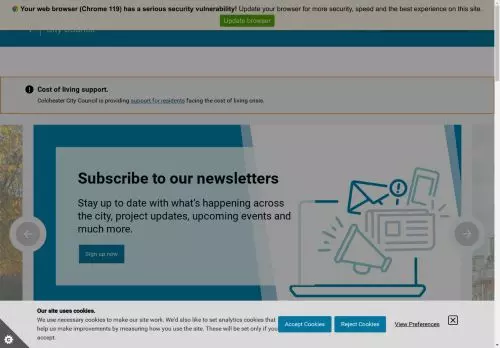 Your web browser (Chrome 119) has a serious security vulnerability! Update your browser for more security, speed and the best experience on this site.
Update browser
City Council
Cost of living support.
Colchester City Council is providing support for residents facing the cost of living crisis.
Subscribe to our newsletters
Stay up to date with what's happening across
the city, project updates, upcoming events and
much more.
Sign up now
Our site uses cookies.
We use necessary cookies to make our site work. We'd also like to set analytics cookies that
help us make improvements by measuring how you use the site. These will be set only if you
accept.
Accept Cookies
Reject Cookies
View Preferences